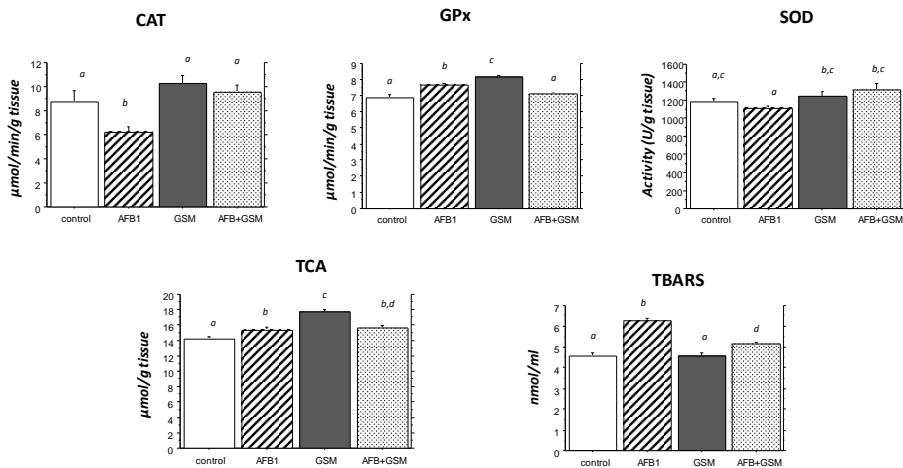 CAT
µmol/min/g tissue
12
10
8
6
4
2
0
a
b
a
a
control
AFB1
GSM
AFB+GSM
GPx
µmol/min/g tissue
9
8
7
6
5
4
3
2
1
0
a
b
c
a
control
AFB1
GSM
AFB+GSM
SOD
Activity (U/g tissue)
1600
1400
1200
1000
800
600
400
200
0
a,c
a
b,c
b,c
control
AFB1
GSM
AFB+GSM
TCA
µmol/g tissue
20
18
16
14
12
10
8
6
4
2
0
a
b
c
b,d
control
AFB1
GSM
AFB+GSM
TBARS
nmol/ml
7
6
5
4
3
2
1
0
a
b
a
d
control
AFB1
GSM
AFB+GSM